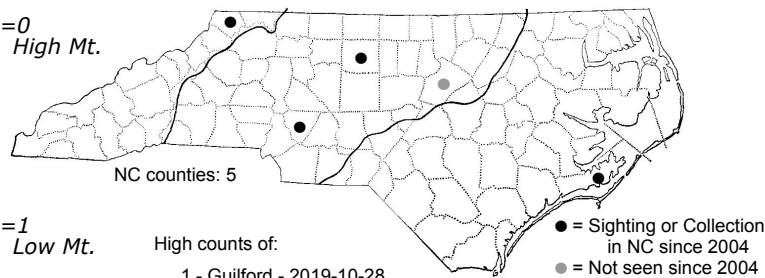 =0
High Mt.
NC counties: 5
=1
Low Mt.
High counts of:
1 - Guilford - 2019-10-28
● = Sighting or Collection
in NC since 2004
● = Not seen since 2004